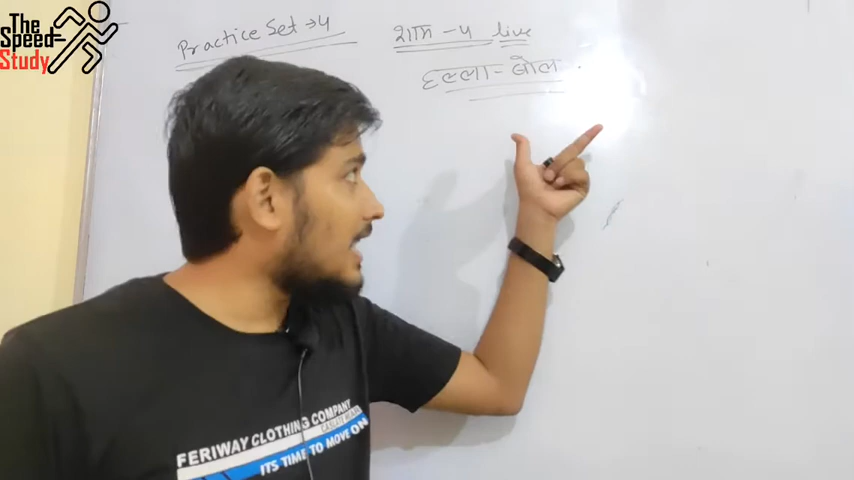 The
Speed
Study
Practice Set → 4
शाम - 4 live
हल्ला - बोल
FERIWAY CLOTHING COMPANY
ITS TIME TO MOVE ON